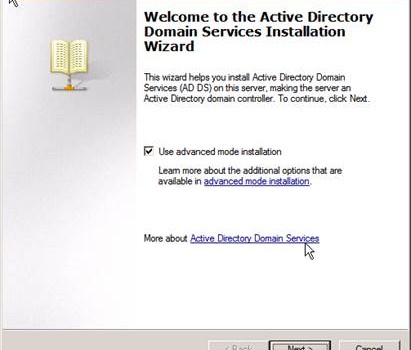 Welcome to the Active Directory
Domain Services Installation
Wizard
This wizard helps you install Active Directory Domain
Services (AD DS) on this server, making the server an
Active Directory domain controller. To continue, click Next.
Use advanced mode installation
Learn more about the additional options that are
available in advanced mode installation.
More about Active Directory Domain Services
< Back Next > Cancel